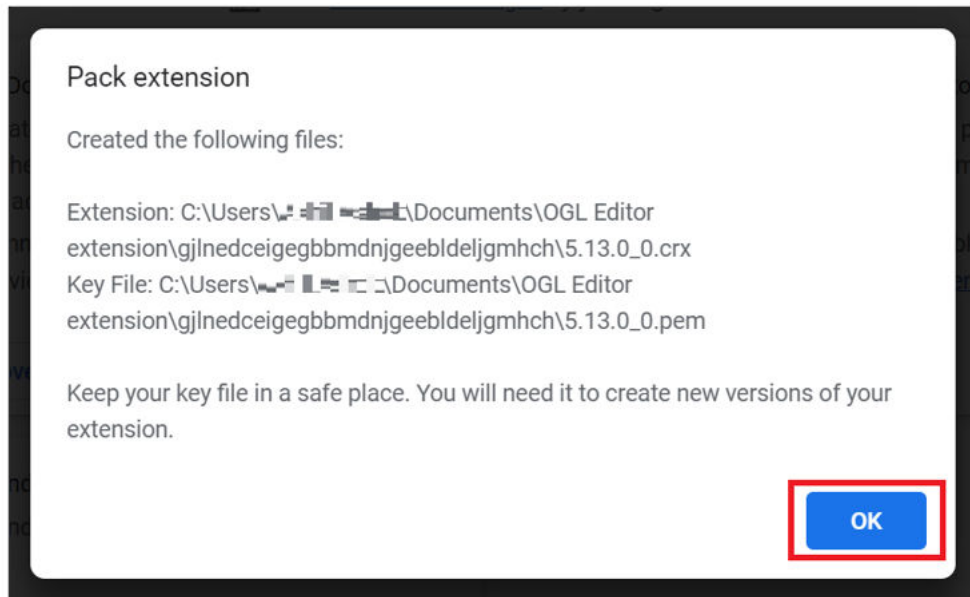 Pack extension
Created the following files:
Extension: C:\Users\ \Documents\OGL Editor
extension\gjlnedceigegbbmdnjgeebldeljgmhch\5.13.0_0.crx
Key File: C:\Users\ \Documents\OGL Editor
extension\gjlnedceigegbbmdnjgeebldeljgmhch\5.13.0_0.pem
Keep your key file in a safe place. You will need it to create new versions of your
extension.
OK